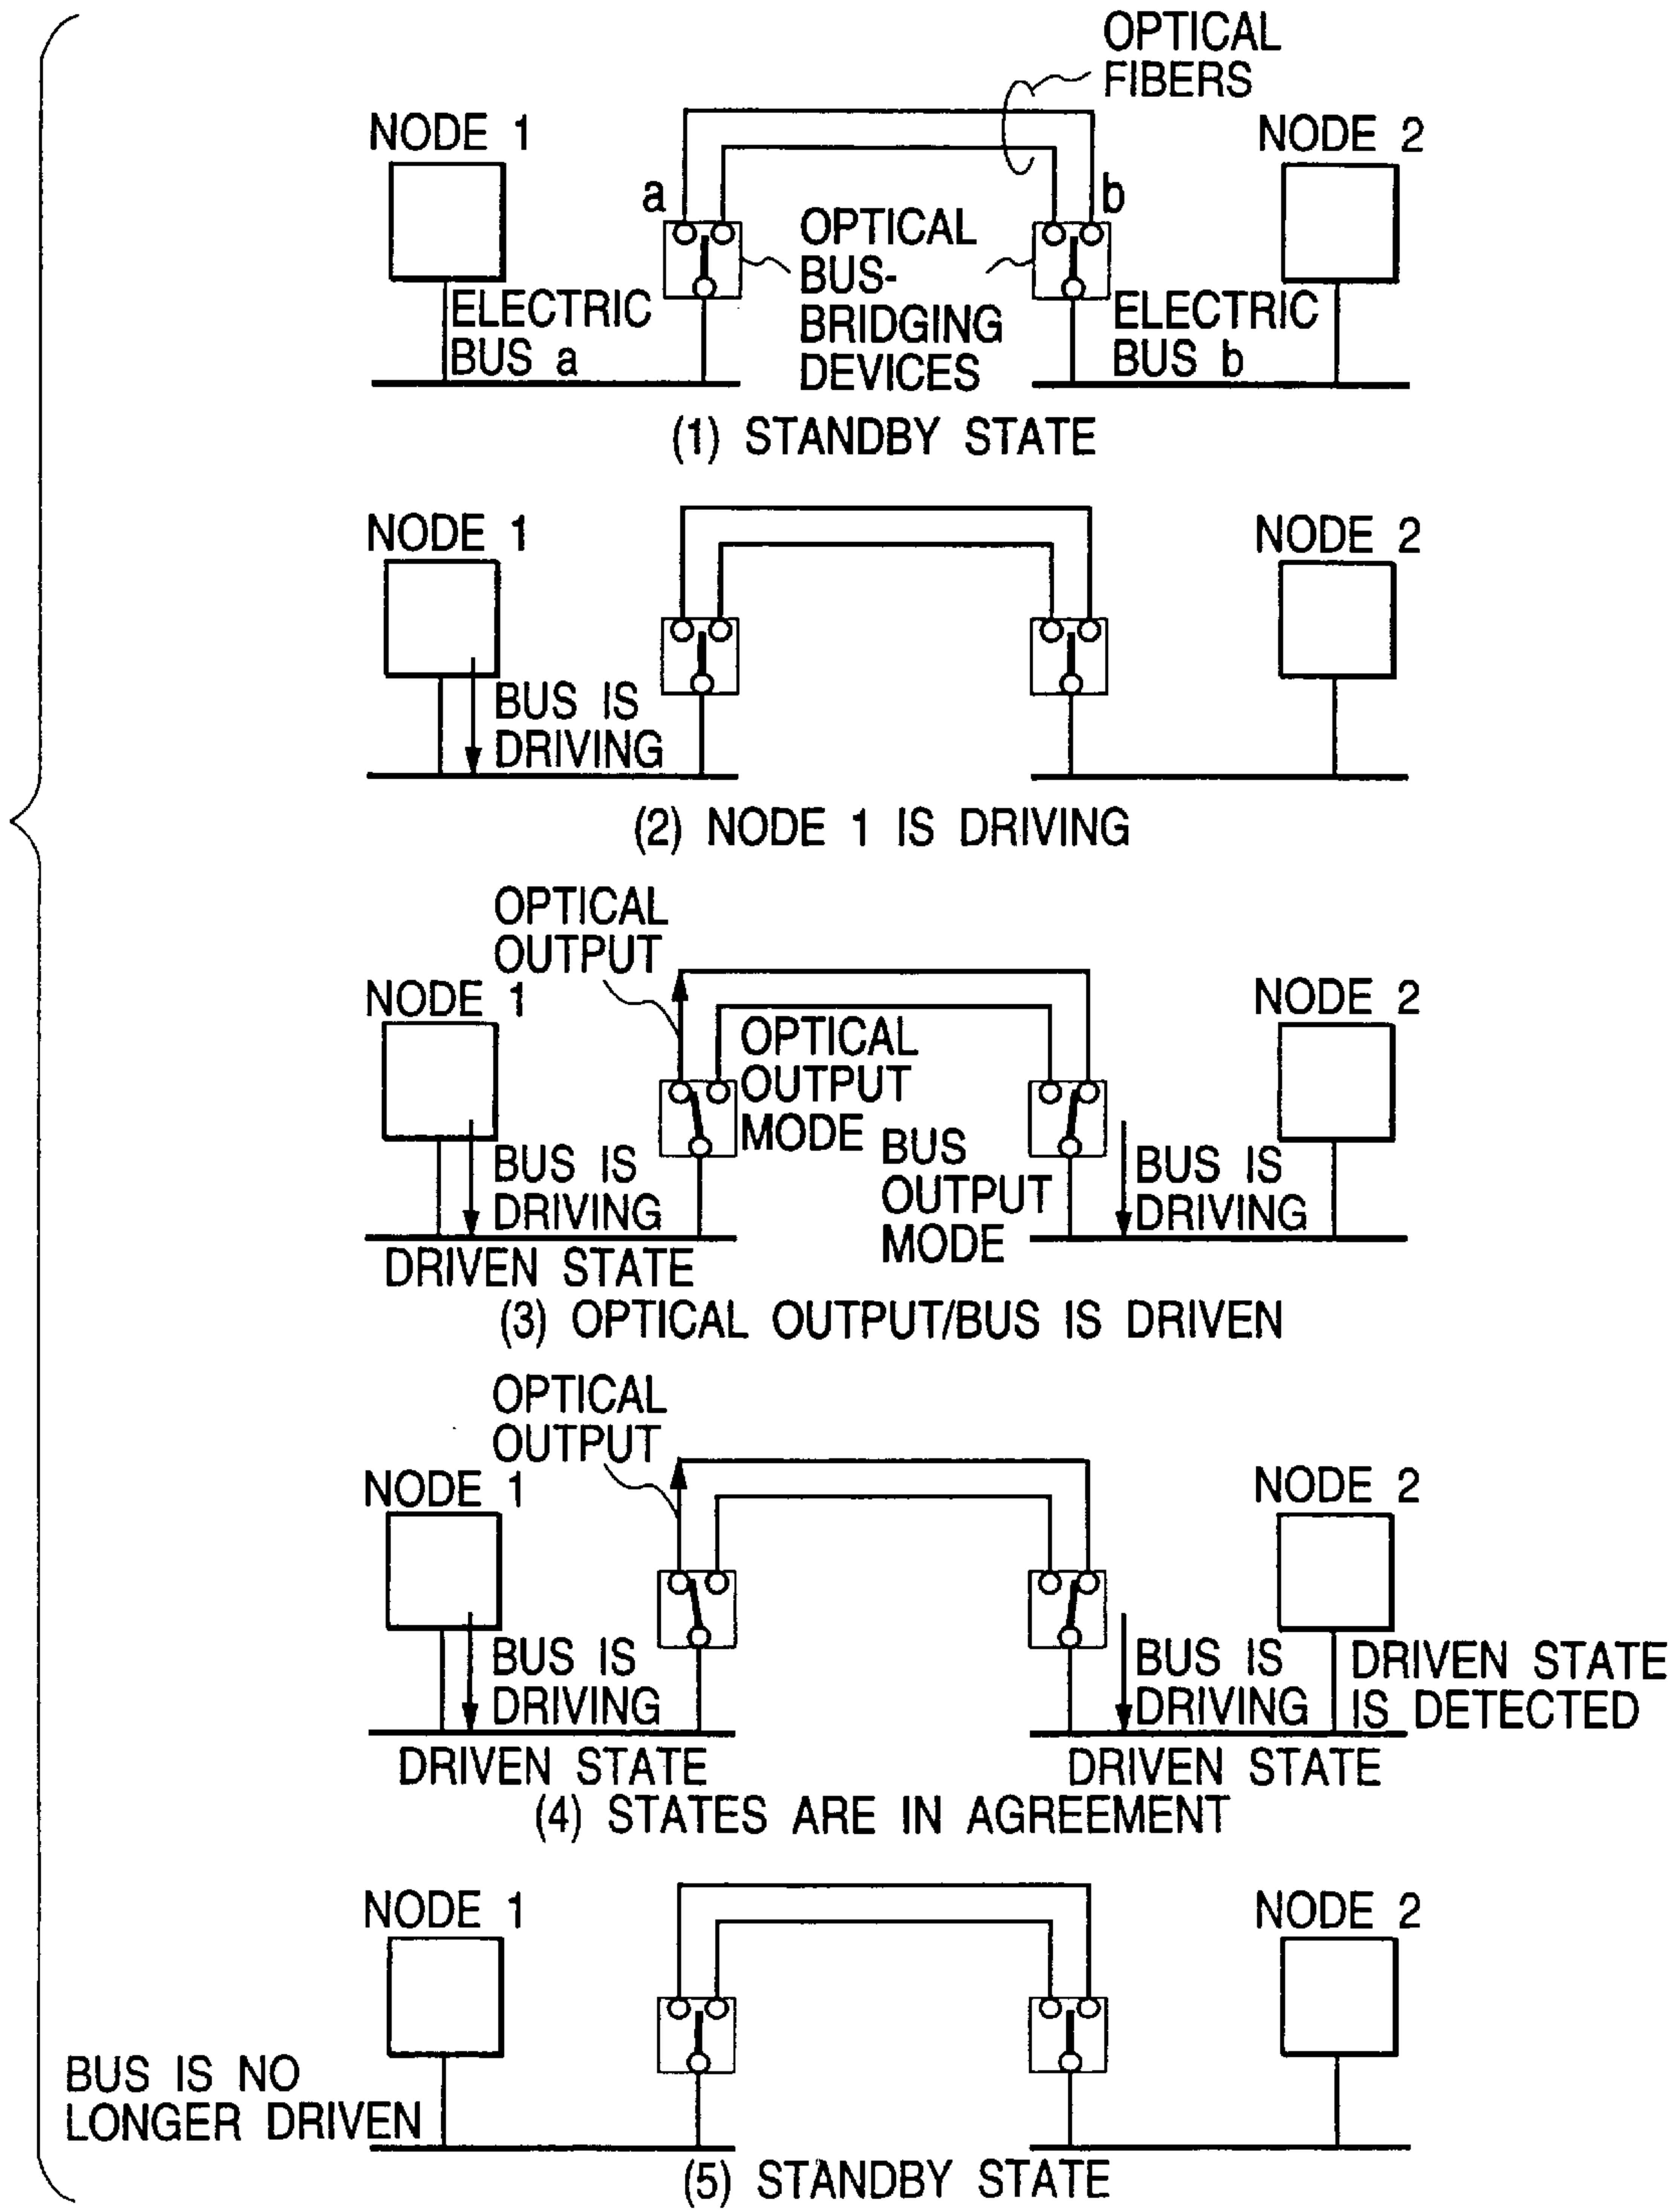 OPTICAL
FIBERS
NODE 1
NODE 2
a
b
OPTICAL
BUS-
BRIDGING
DEVICES
ELECTRIC
BUS a
ELECTRIC
BUS b
(1) STANDBY STATE
NODE 1
NODE 2
BUS IS
DRIVING
(2) NODE 1 IS DRIVING
OPTICAL
OUTPUT
NODE 1
NODE 2
OPTICAL
OUTPUT
MODE
BUS
OUTPUT
MODE
BUS IS
DRIVING
BUS IS
DRIVING
DRIVEN STATE
(3) OPTICAL OUTPUT/BUS IS DRIVEN
OPTICAL
OUTPUT
NODE 1
NODE 2
BUS IS
DRIVING
BUS IS
DRIVING
DRIVEN STATE
IS DETECTED
DRIVEN STATE
DRIVEN STATE
(4) STATES ARE IN AGREEMENT
NODE 1
NODE 2
BUS IS NO
LONGER DRIVEN
(5) STANDBY STATE